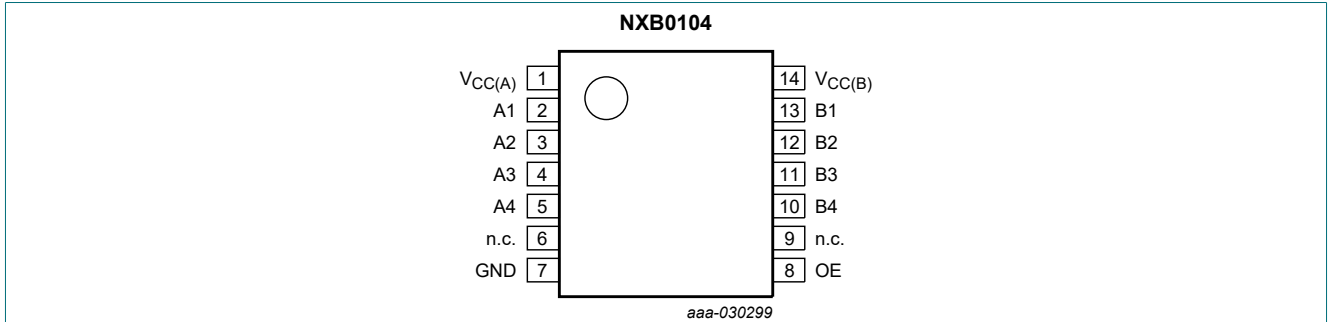 NXB0104
VCC(A) 1 14 VCC(B)
A1 2 13 B1
A2 3 12 B2
A3 4 11 B3
A4 5 10 B4
n.c. 6 9 n.c.
GND 7 8 OE
aaa-030299